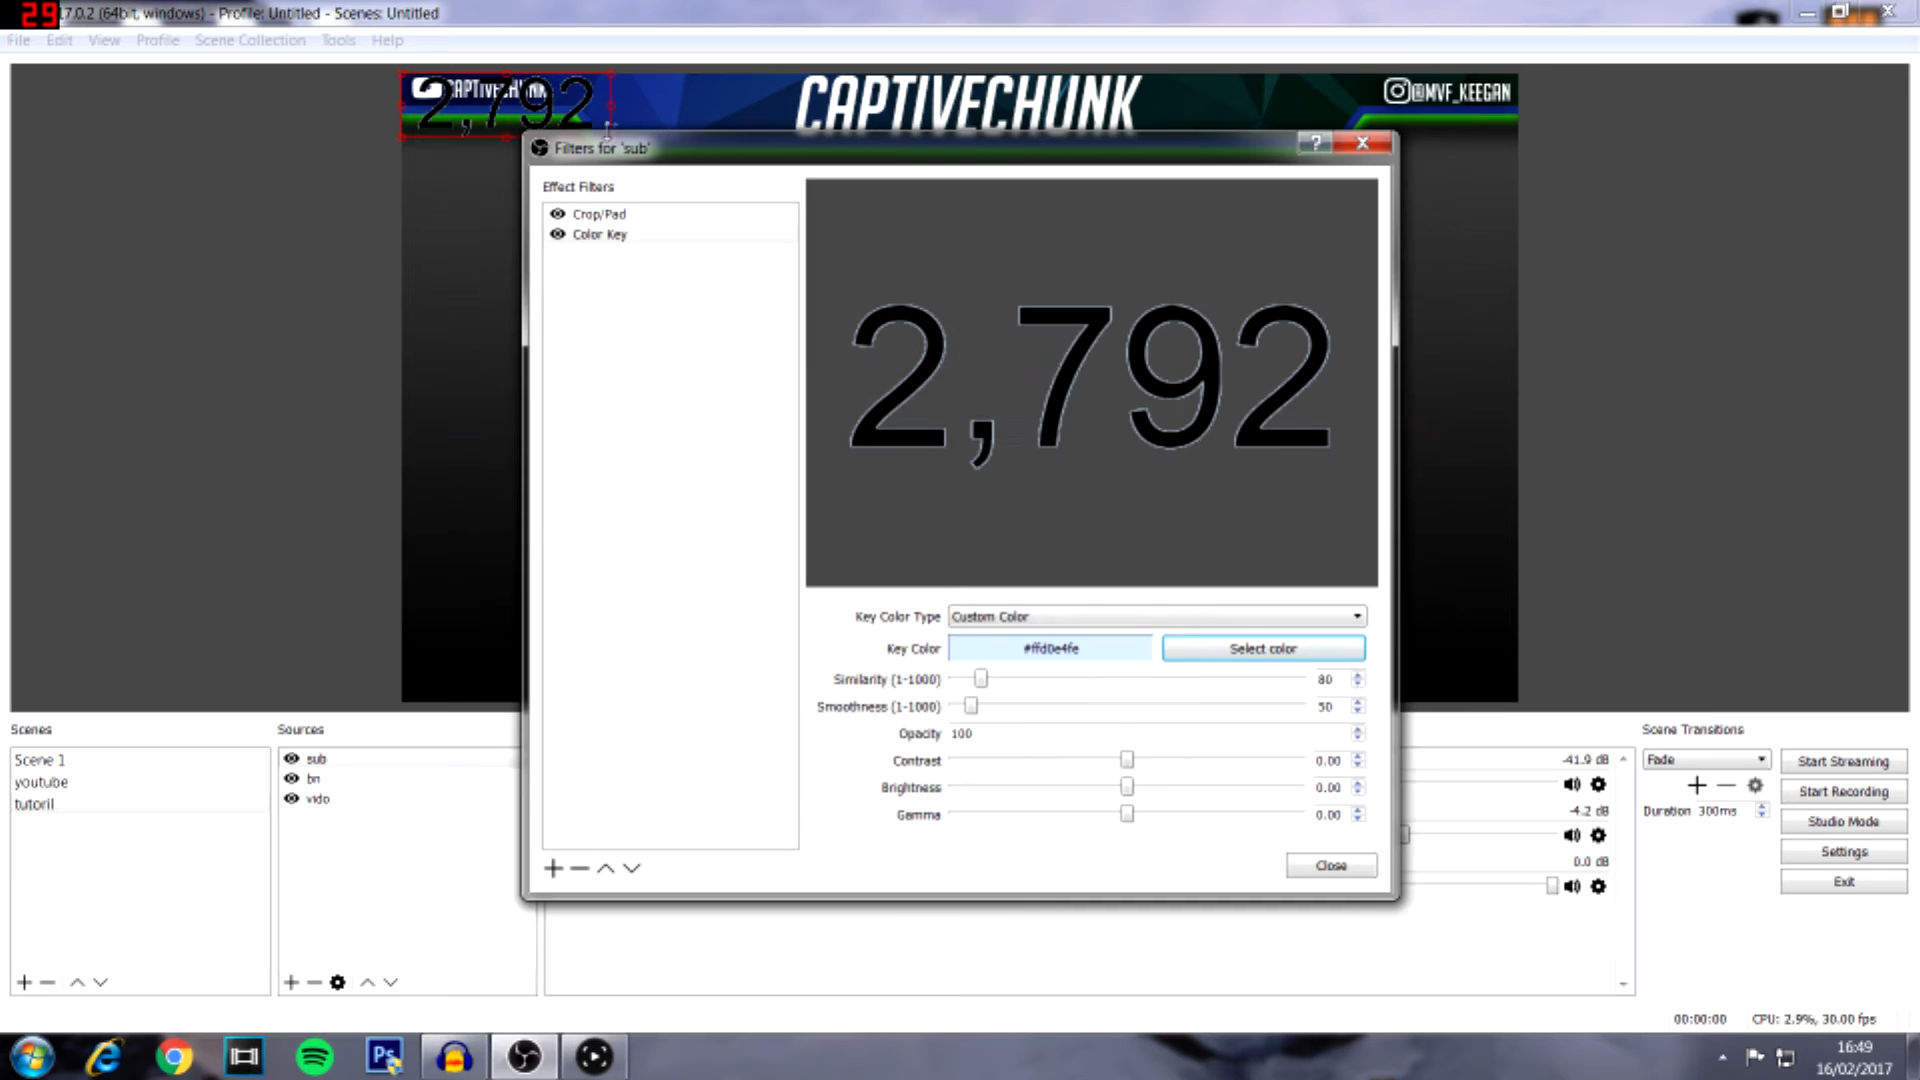 29
17.0.2 (64bit, windows) - Profile: Untitled - Scenes: Untitled
File Edit View Profile Scene Collection Tools Help
CAPTIVECHUNK
2,792
CAPTIVECHUNK
@MVF_KEEGAN
Filters for 'sub'
?
Effect Filters
Crop/Pad
Color Key
2,792
Key Color Type Custom Color
Key Color #ffd0e4fe Select color
Similarity (1-1000) 80
Smoothness (1-1000) 50
Opacity 100
Contrast 0.00
Brightness 0.00
Gamma 0.00
Close
Scenes
Scene 1
youtube
tutoril
Sources
sub
bn
vido
-41.9 dB
-4.2 dB
0.0 dB
Scene Transitions
Fade
Duration 300ms
Start Streaming
Start Recording
Studio Mode
Settings
Exit
00:00:00 CPU: 2.9%, 30.00 fps
Ps
16:49
16/02/2017